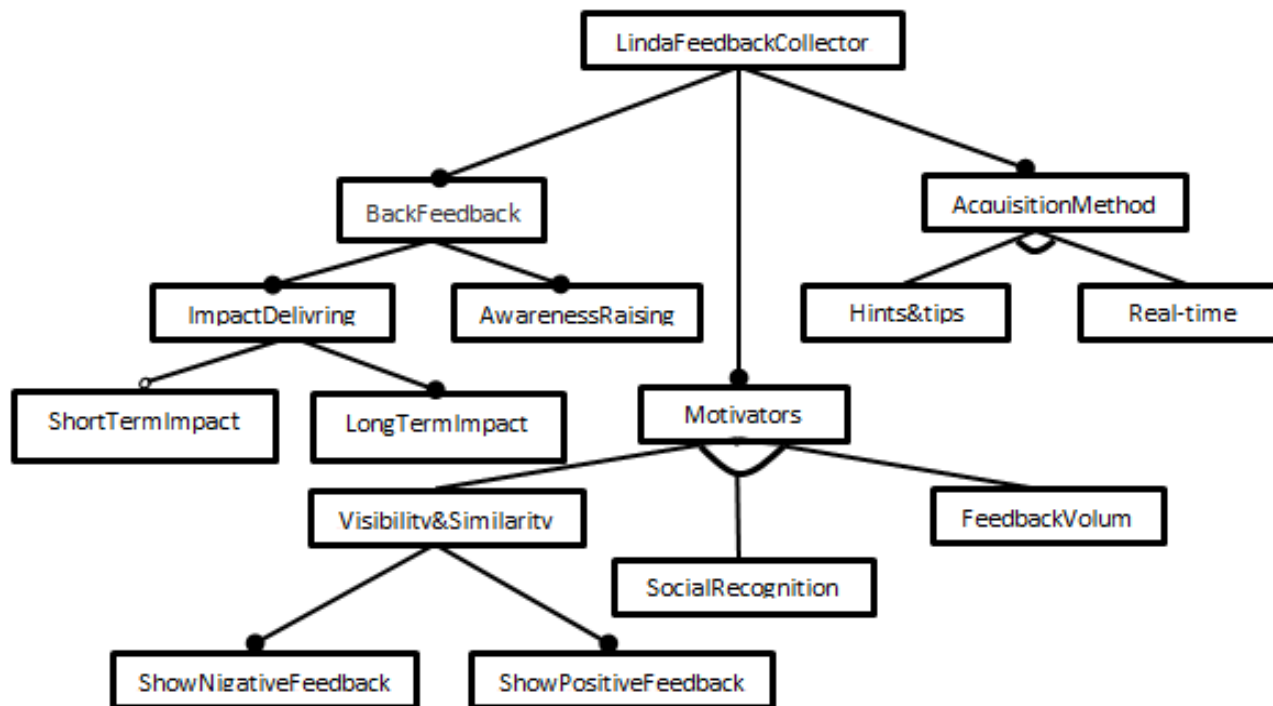 LindaFeedbackCollector
BackFeedback
AcquisitionMethod
ImpactDelivring
AwarenessRaising
Hints&tips
Real-time
ShortTermImpact
LongTermImpact
Motivators
Visibility&Similarity
FeedbackVolum
SocialRecognition
ShowNigativeFeedback
ShowPositiveFeedback